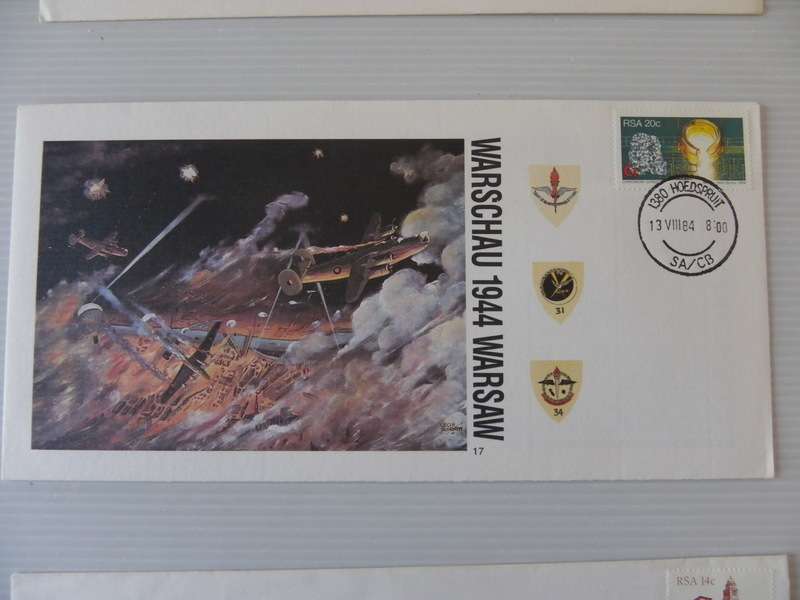 WARSCHAU 1944 WARSAW
17
31
34
RSA 20c
1380 HOEDSPRUIT
13 VIII 84 8:00
SA/CB
RSA 14c